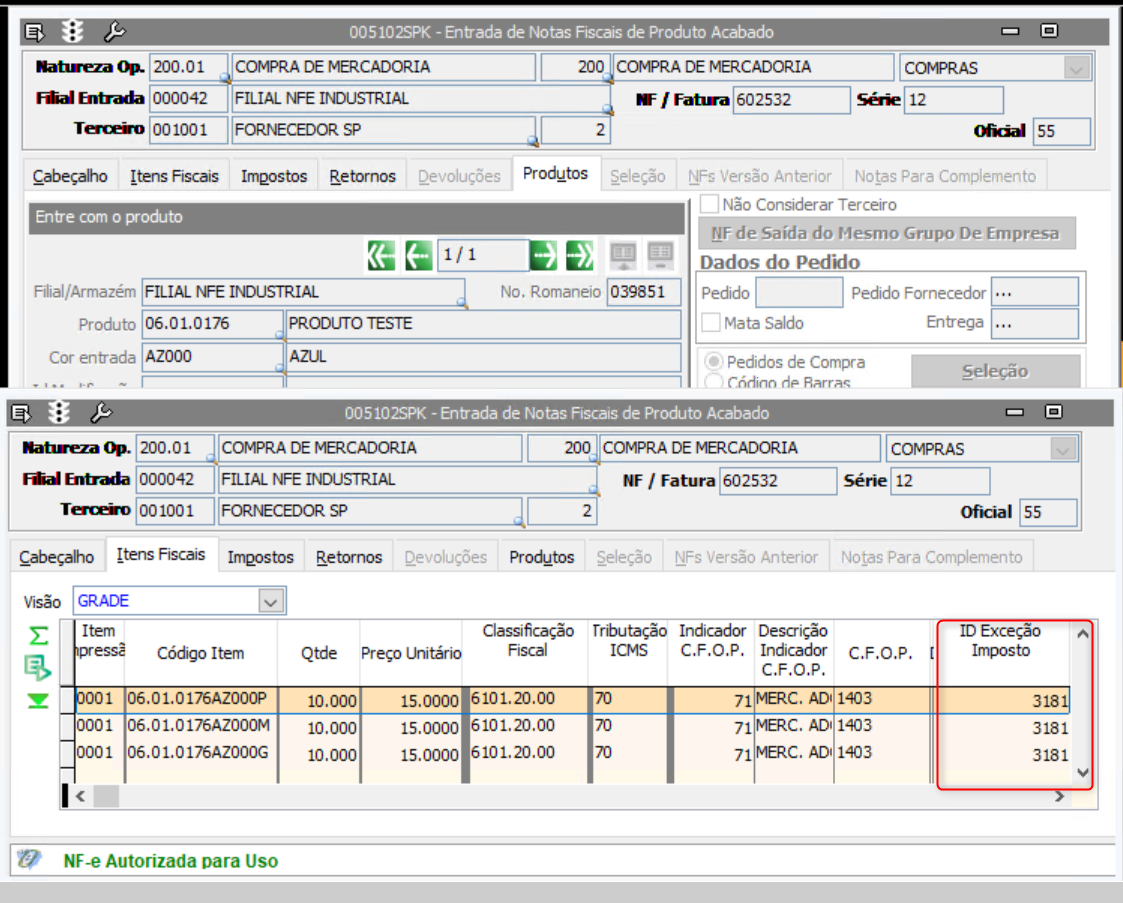 005102SPK - Entrada de Notas Fiscais de Produto Acabado
Natureza Op. 200.01 COMPRA DE MERCADORIA 200 COMPRA DE MERCADORIA COMPRAS
Filial Entrada 000042 FILIAL NFE INDUSTRIAL NF / Fatura 602532 Série 12
Terceiro 001001 FORNECEDOR SP 2 Oficial 55
Cabeçalho Itens Fiscais Impostos Retornos Devoluções Produtos Seleção NFs Versão Anterior Notas Para Complemento
Entre com o produto
1 / 1
Filial/Armazém FILIAL NFE INDUSTRIAL No. Romaneio 039851
Produto 06.01.0176 PRODUTO TESTE
Cor entrada AZ000 AZUL
Não Considerar Terceiro
NF de Saída do Mesmo Grupo De Empresa
Dados do Pedido
Pedido Pedido Fornecedor ...
Mata Saldo Entrega ...
Pedidos de Compra Seleção
Código de Barras
005102SPK - Entrada de Notas Fiscais de Produto Acabado
Natureza Op. 200.01 COMPRA DE MERCADORIA 200 COMPRA DE MERCADORIA COMPRAS
Filial Entrada 000042 FILIAL NFE INDUSTRIAL NF / Fatura 602532 Série 12
Terceiro 001001 FORNECEDOR SP 2 Oficial 55
Cabeçalho Itens Fiscais Impostos Retornos Devoluções Produtos Seleção NFs Versão Anterior Notas Para Complemento
Visão GRADE
Item Classificação Tributação Indicador Descrição ID Exceção
Código Item Qtde Preço Unitário Fiscal ICMS C.F.O.P. Indicador C.F.O.P. Imposto
C.F.O.P.
0001 06.01.0176AZ000P 10.000 15.0000 6101.20.00 70 71 MERC. 1403 3181
0001 06.01.0176AZ000M 10.000 15.0000 6101.20.00 70 71 MERC. 1403 3181
0001 06.01.0176AZ000G 10.000 15.0000 6101.20.00 70 71 MERC. 1403 3181
NF-e Autorizada para Uso